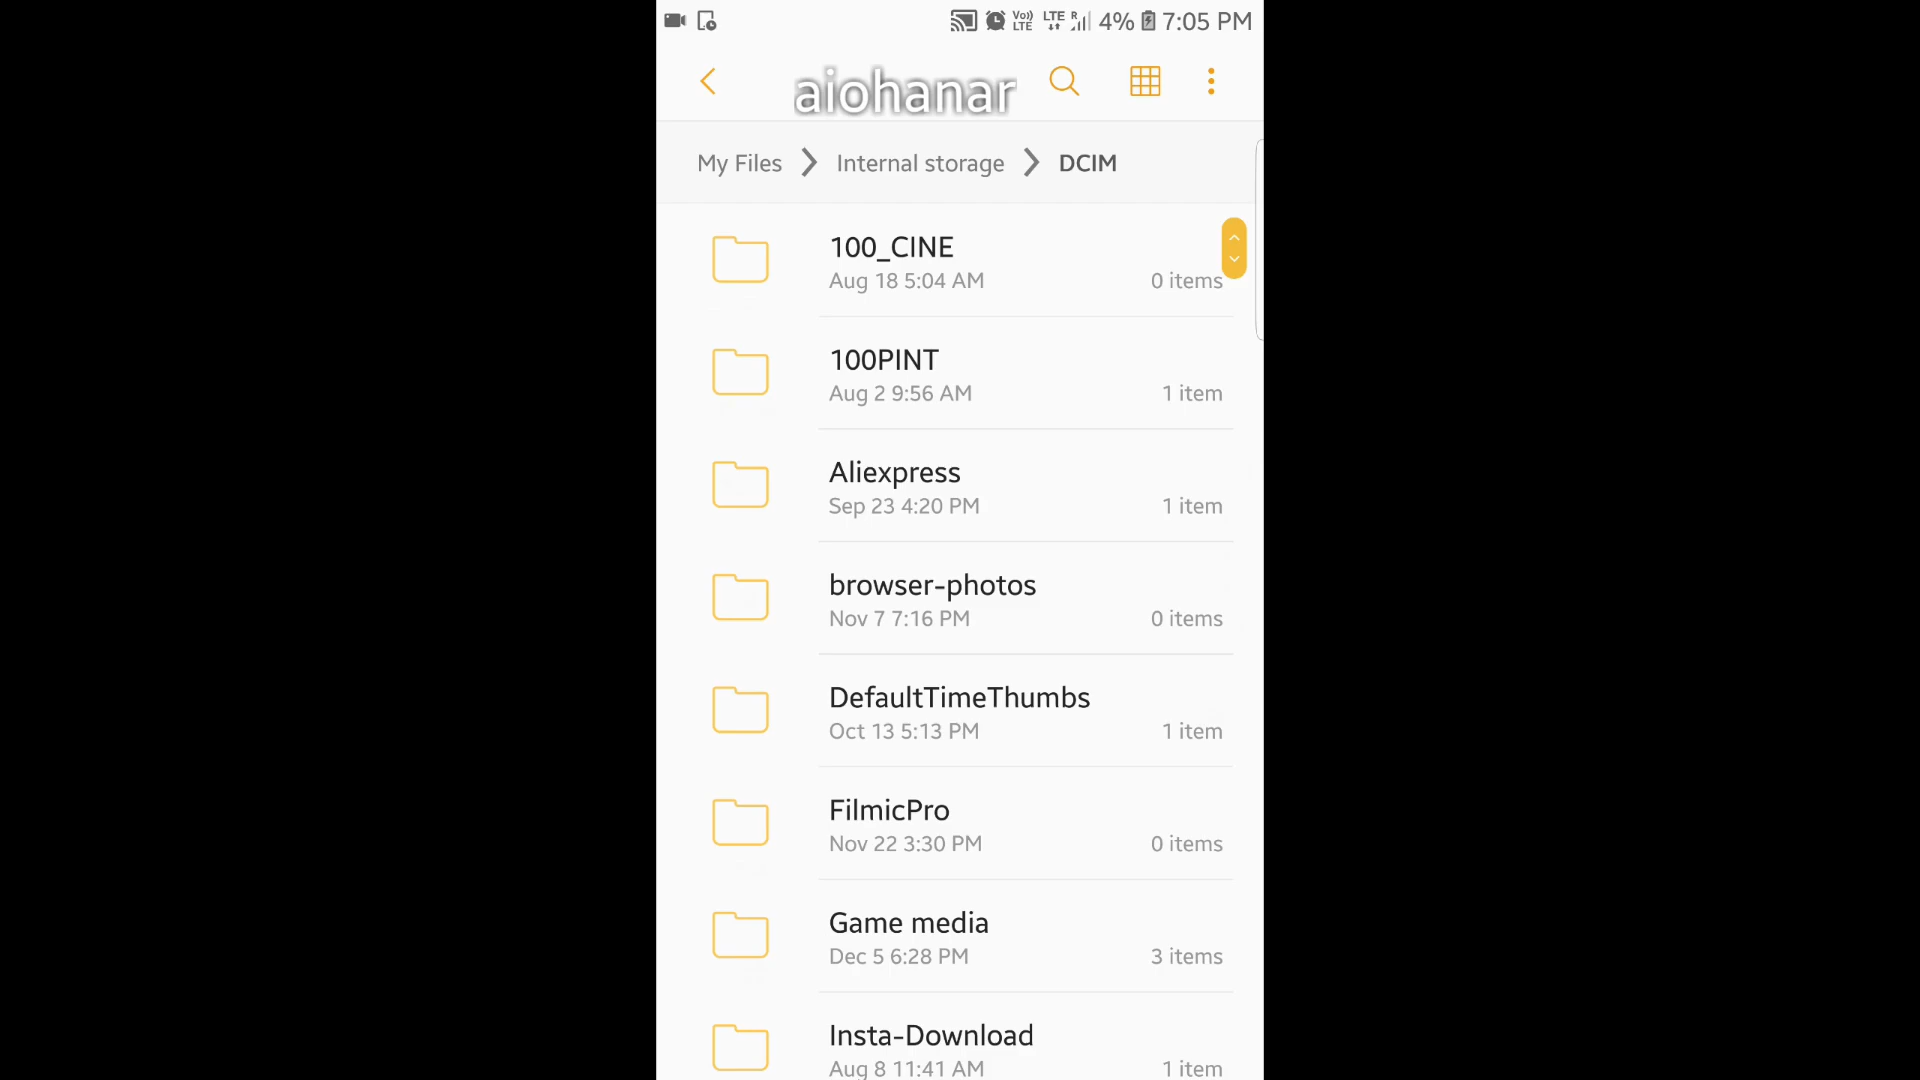 Vo)) LTE LTE R 4% 7:05 PM
aiohanar
My Files Internal storage DCIM
100_CINE
Aug 18 5:04 AM 0 items
100PINT
Aug 2 9:56 AM 1 item
Aliexpress
Sep 23 4:20 PM 1 item
browser-photos
Nov 7 7:16 PM 0 items
DefaultTimeThumbs
Oct 13 5:13 PM 1 item
FilmicPro
Nov 22 3:30 PM 0 items
Game media
Dec 5 6:28 PM 3 items
Insta-Download
Aug 8 11:41 AM 1 item